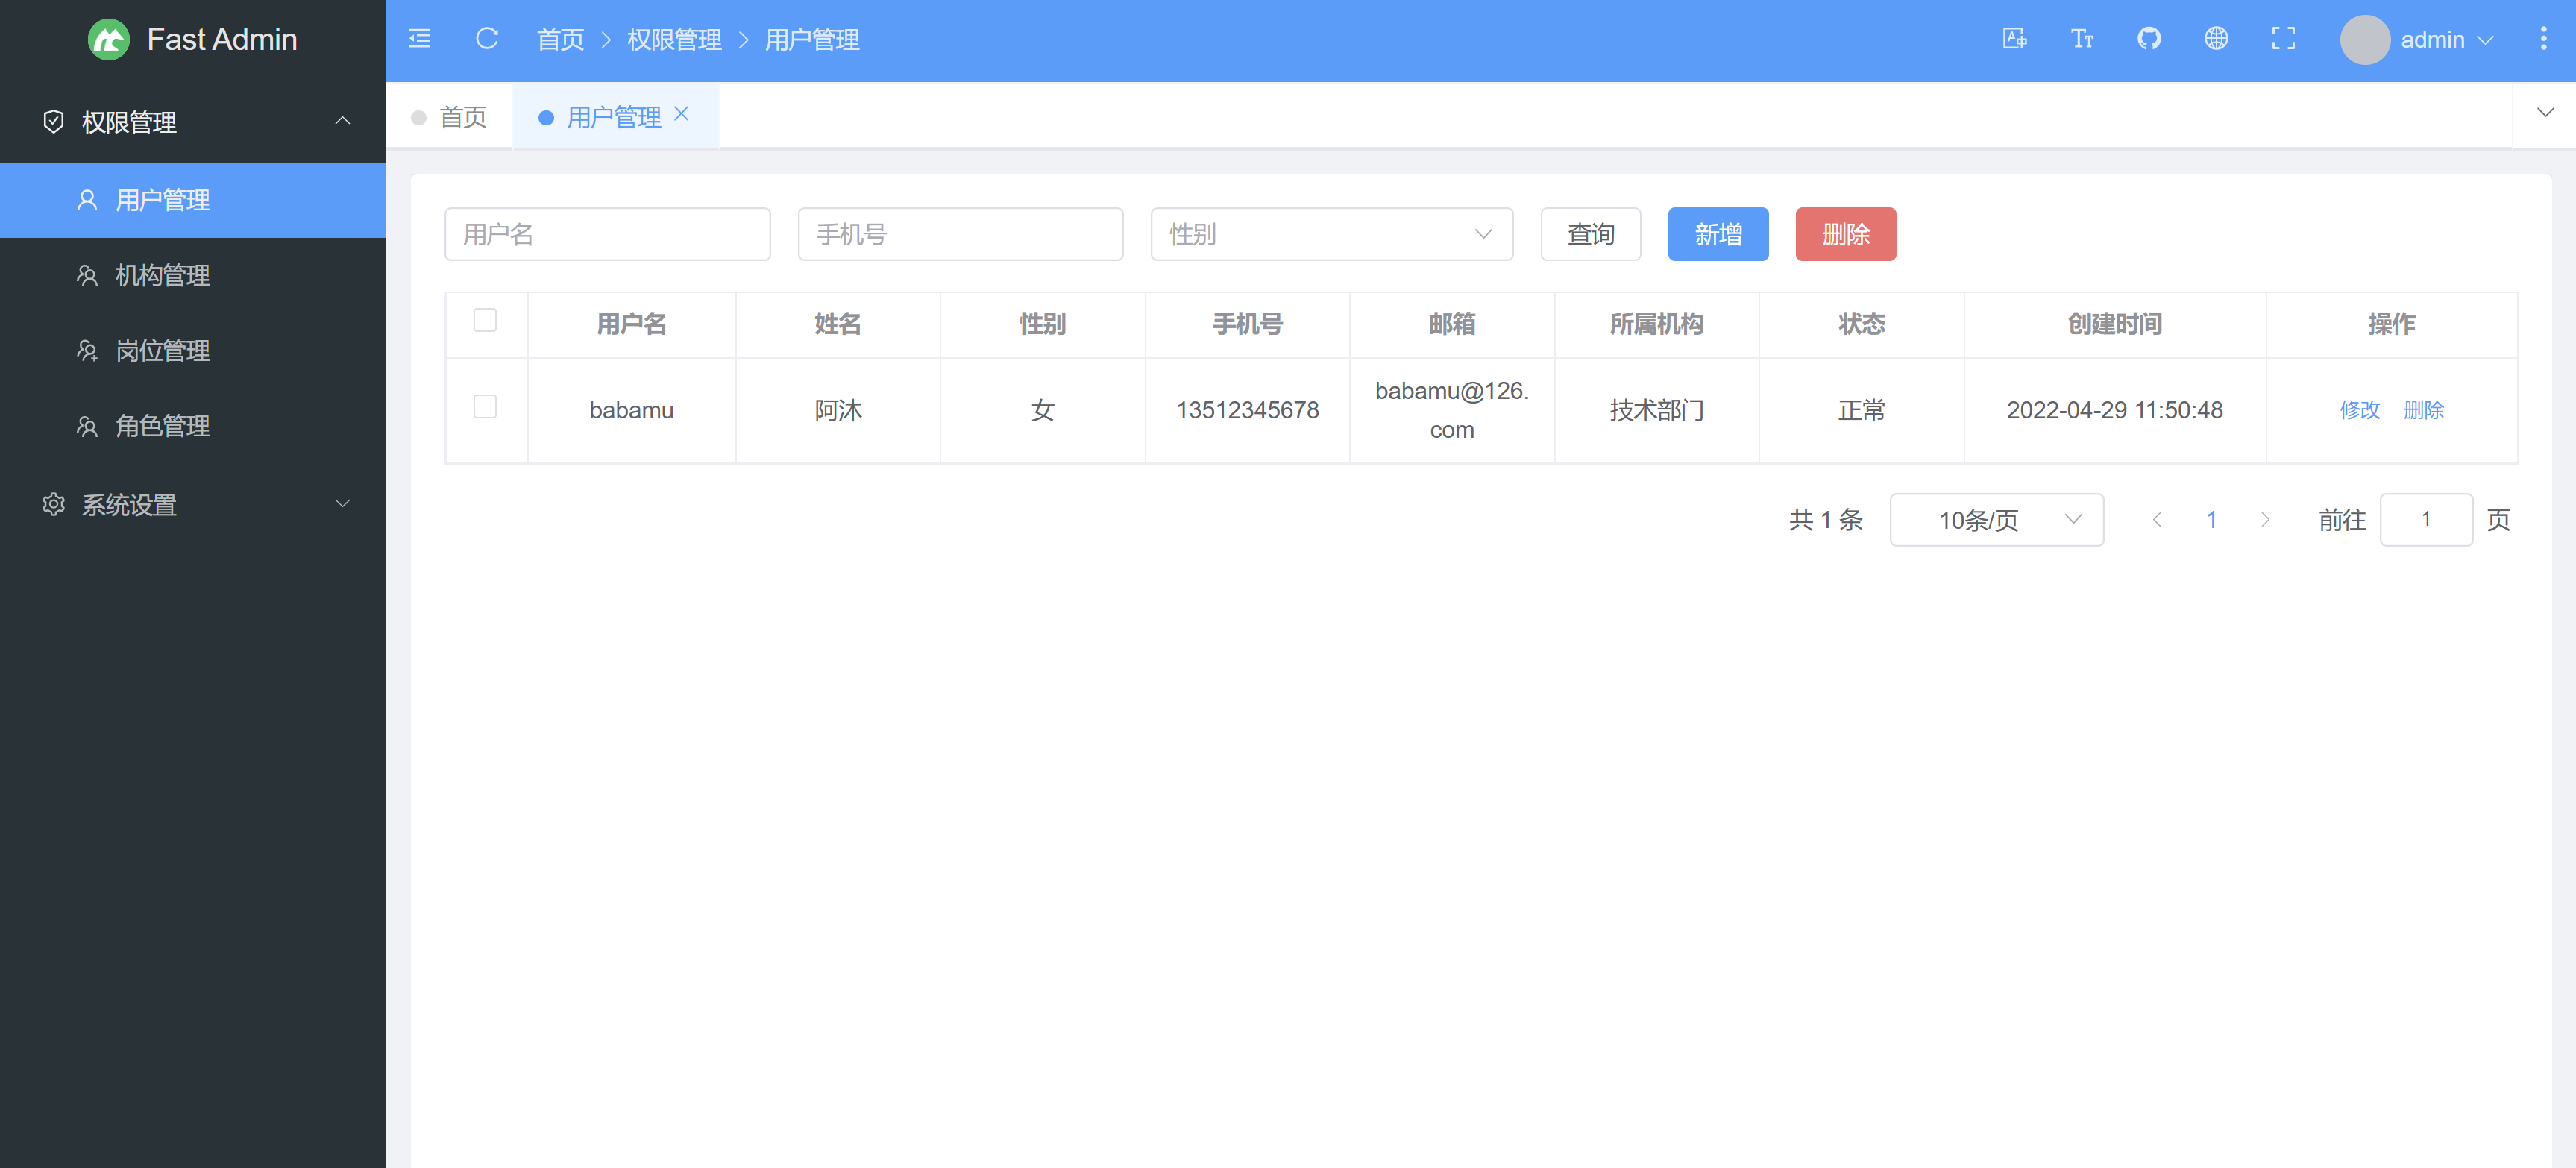 Fast Admin
首页 > 权限管理 > 用户管理
admin
权限管理
用户管理
机构管理
岗位管理
角色管理
系统设置
首页
用户管理
用户名
手机号
性别
查询
新增
删除
用户名 姓名 性别 手机号 邮箱 所属机构 状态 创建时间 操作
babamu 阿沐 女 13512345678 babamu@126.
com
技术部门 正常 2022-04-29 11:50:48 修改 删除
共 1 条 10条/页 1 前往 1 页